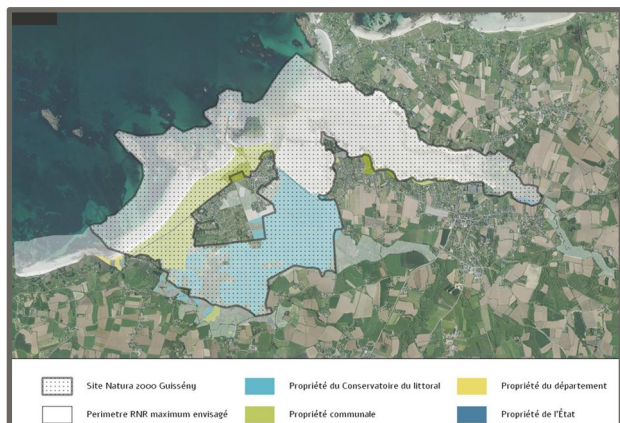 Site Natura 2000 Guissény
Propriété du Conservatoire du littoral
Propriété du département
Perimetre RNR maximum envisagé
Propriété communale
Propriété de l'État